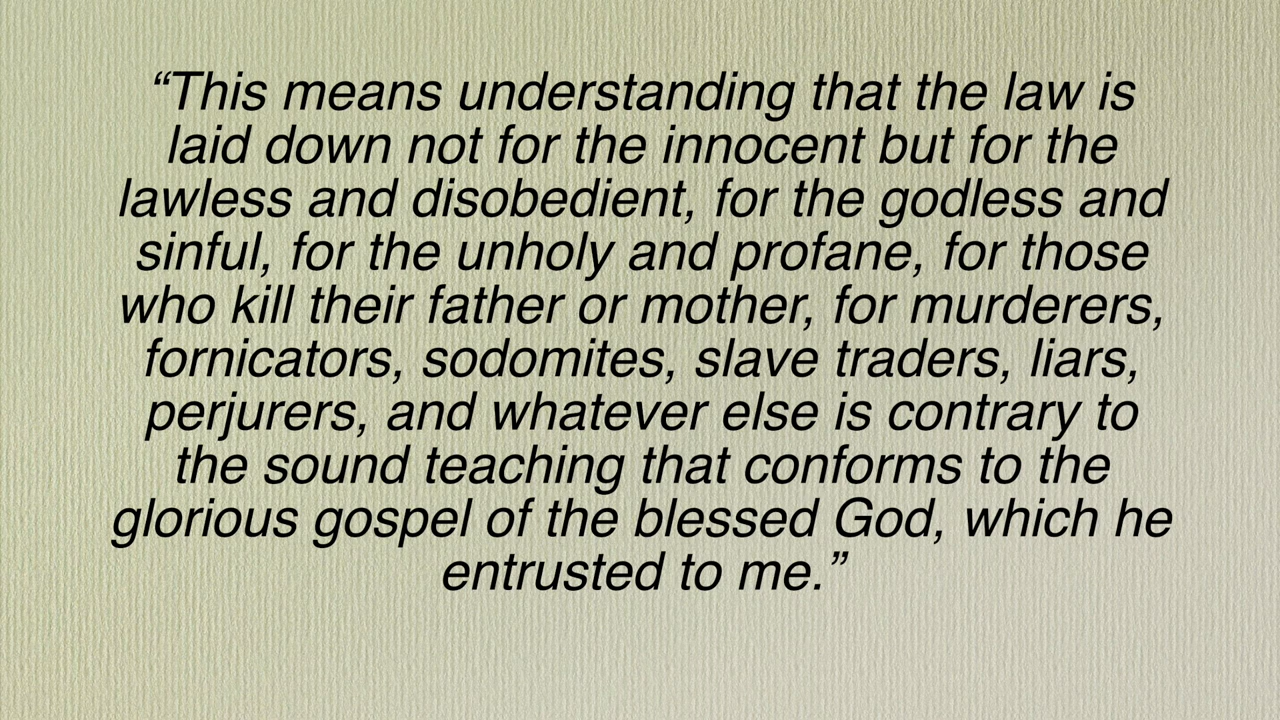 “This means understanding that the law is
laid down not for the innocent but for the
lawless and disobedient, for the godless and
sinful, for the unholy and profane, for those
who kill their father or mother, for murderers,
fornicators, sodomites, slave traders, liars,
perjurers, and whatever else is contrary to
the sound teaching that conforms to the
glorious gospel of the blessed God, which he
entrusted to me.”